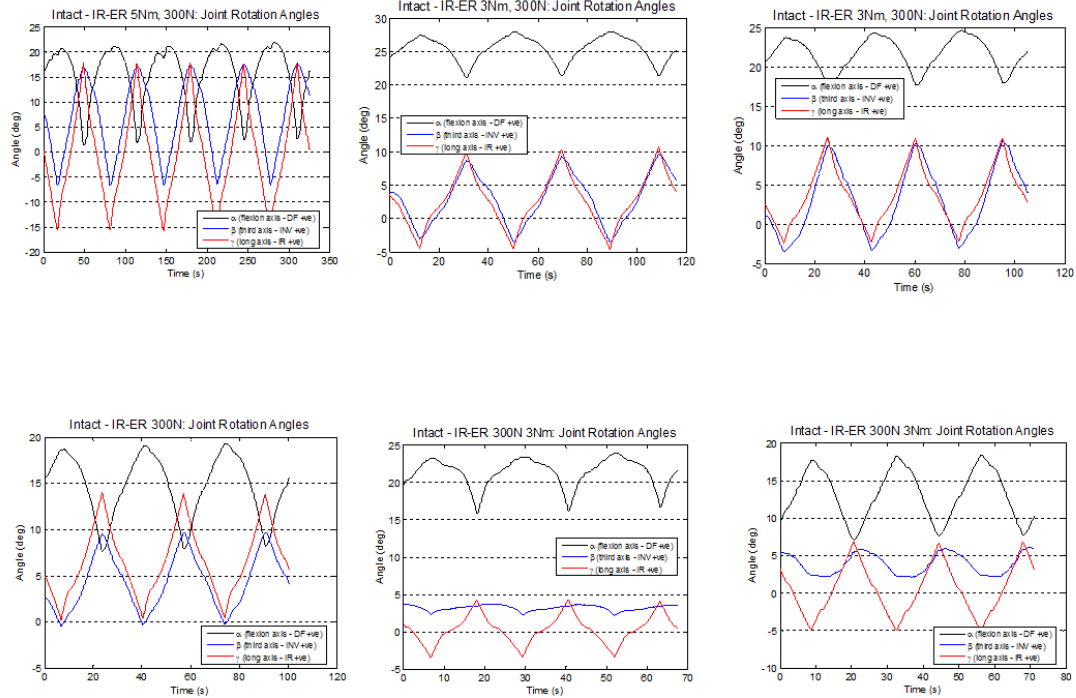 Intact - IR-ER 5Nm, 300N: Joint Rotation Angles
25
20
15
10
5
0
-5
-10
-15
-20
Angle (deg)
α (flexion axis - DF +ve)
β (third axis - INV +ve)
γ (long axis - IR +ve)
0 50 100 150 200 250 300 350
Time (s)
Intact - IR-ER 3Nm, 300N: Joint Rotation Angles
30
25
20
15
10
5
0
-5
Angle (deg)
α (flexion axis - DF +ve)
β (third axis - INV +ve)
γ (long axis - IR +ve)
0 20 40 60 80 100 120
Time (s)
Intact - IR-ER 3Nm, 300N: Joint Rotation Angles
25
20
15
10
5
0
-5
Angle (deg)
α (flexion axis - DF +ve)
β (third axis - INV +ve)
γ (long axis - IR +ve)
0 20 40 60 80 100 120
Time (s)
Intact - IR-ER 300N: Joint Rotation Angles
20
15
10
5
0
-5
Angle (deg)
α (flexion axis - DF +ve)
β (third axis - INV +ve)
γ (long axis - IR +ve)
0 20 40 60 80 100 120
Time (s)
Intact - IR-ER 300N 3Nm: Joint Rotation Angles
25
20
15
10
5
0
-5
Angle (deg)
α (flexion axis - DF +ve)
β (third axis - INV +ve)
γ (long axis - IR +ve)
0 10 20 30 40 50 60 70
Time (s)
Intact - IR-ER 300N 3Nm: Joint Rotation Angles
20
15
10
5
0
-5
-10
Angle (deg)
α (flexion axis - DF +ve)
β (third axis - INV +ve)
γ (long axis - IR +ve)
0 10 20 30 40 50 60 70 80
Time (s)